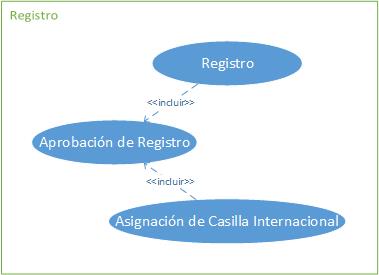 Registro
Registro
<<incluir>>
Aprobación de Registro
<<incluir>>
Asignación de Casilla Internacional